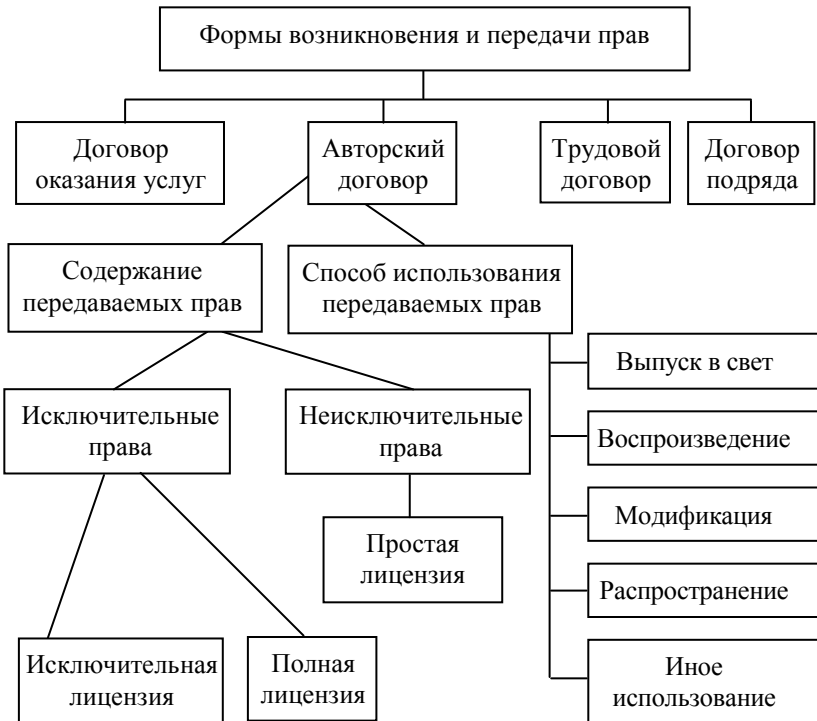 Формы возникновения и передачи прав
Договор
оказания услуг
Авторский
договор
Трудовой
договор
Договор
подряда
Содержание
передаваемых прав
Способ использования
передаваемых прав
Выпуск в свет
Исключительные
права
Неисключительные
права
Воспроизведение
Модификация
Простая
лицензия
Распространение
Исключительная
лицензия
Полная
лицензия
Иное
использование